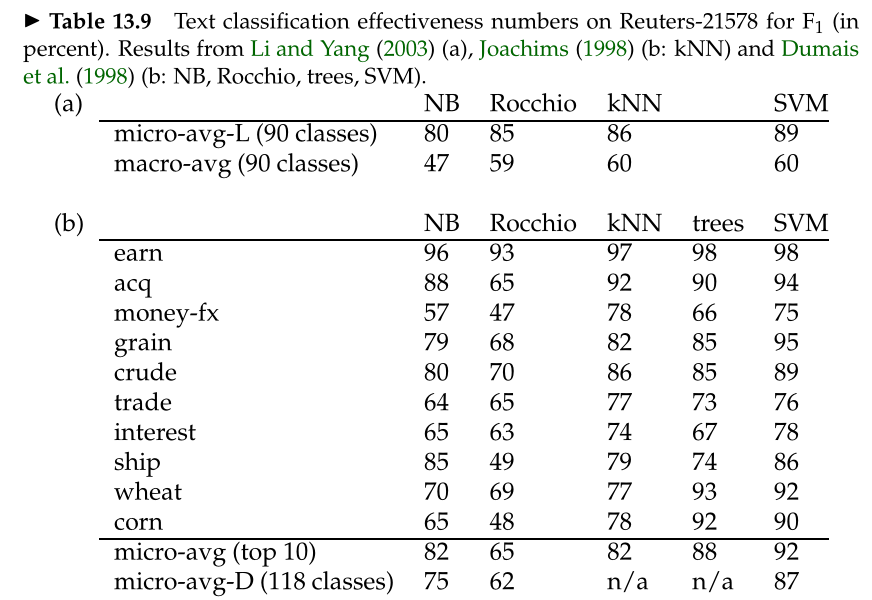 ► Table 13.9 Text classification effectiveness numbers on Reuters-21578 for F1 (in
percent). Results from Li and Yang (2003) (a), Joachims (1998) (b: kNN) and Dumais
et al. (1998) (b: NB, Rocchio, trees, SVM).
(a) NB Rocchio kNN SVM
micro-avg-L (90 classes) 80 85 86 89
macro-avg (90 classes) 47 59 60 60
(b) NB Rocchio kNN trees SVM
earn 96 93 97 98 98
acq 88 65 92 90 94
money-fx 57 47 78 66 75
grain 79 68 82 85 95
crude 80 70 86 85 89
trade 64 65 77 73 76
interest 65 63 74 67 78
ship 85 49 79 74 86
wheat 70 69 77 93 92
corn 65 48 78 92 90
micro-avg (top 10) 82 65 82 88 92
micro-avg-D (118 classes) 75 62 n/a n/a 87